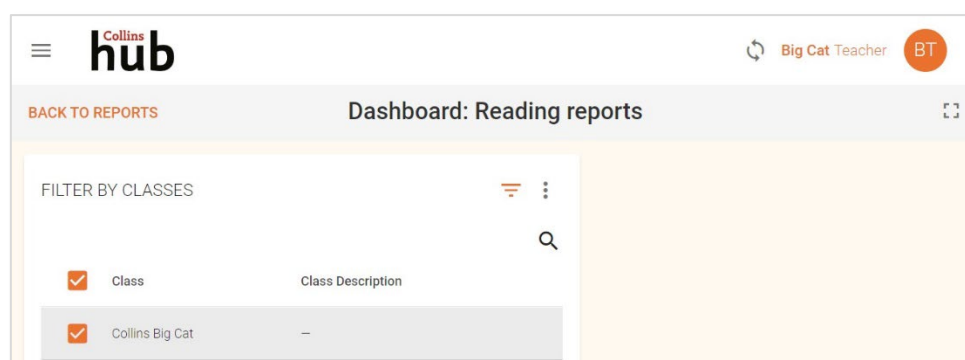 Collins
hub
Big Cat Teacher BT
BACK TO REPORTS Dashboard: Reading reports
FILTER BY CLASSES
Class Class Description
Collins Big Cat –